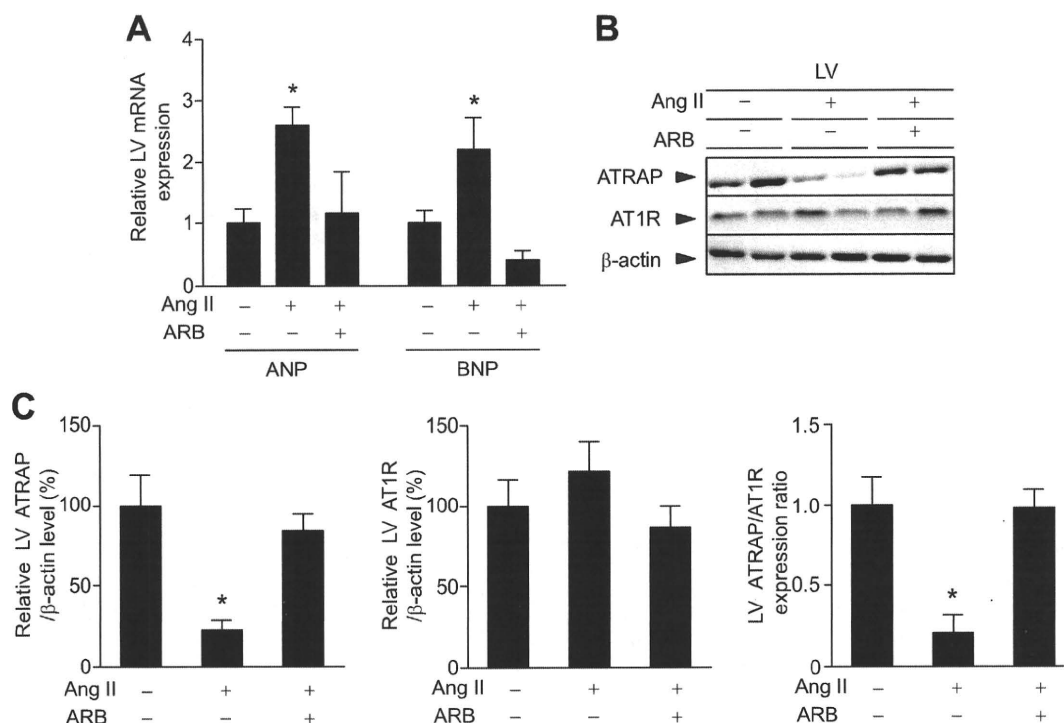 A
Relative LV mRNA
expression
4
3
2
1
0
*
*
Ang II – + + – + +
ARB – – + – – +
ANP BNP
B
LV
Ang II – + +
ARB – – +
ATRAP
AT1R
β-actin
C
Relative LV ATRAP
/β-actin level (%)
150
100
50
0
*
Ang II – + +
ARB – – +
Relative LV AT1R
/β-actin level (%)
150
100
50
0
Ang II – + +
ARB – – +
LV ATRAP/AT1R
expression ratio
1.5
1.0
0.5
0
*
Ang II – + +
ARB – – +